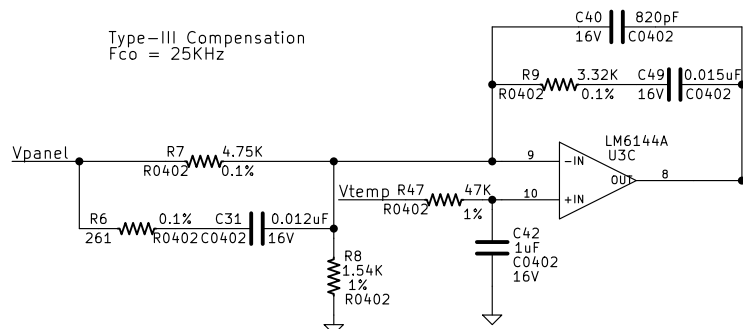 Type-III Compensation
Fco = 25KHz
C40 820pF
16V C0402
R9 3.32K C49 0.015uF
R0402 0.1% 16V C0402
LM6144A
U3C
Vpanel
R7 4.75K
R0402 0.1%
9 -IN
OUT 8
10 +IN
Vtemp R47 47K
R0402 1%
R6 0.1% C31 0.012uF
261 R0402 C0402 16V
C42
1uF
C0402
16V
R8
1.54K
1%
R0402